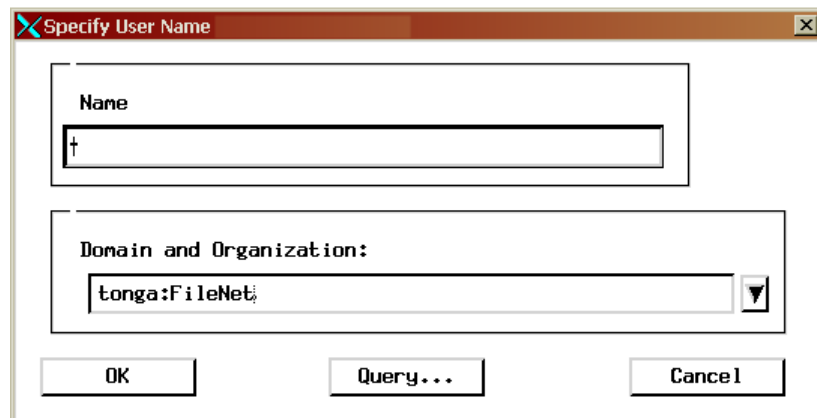 Specify User Name
Name
Domain and Organization:
tonga:FileNet
OK Query... Cancel